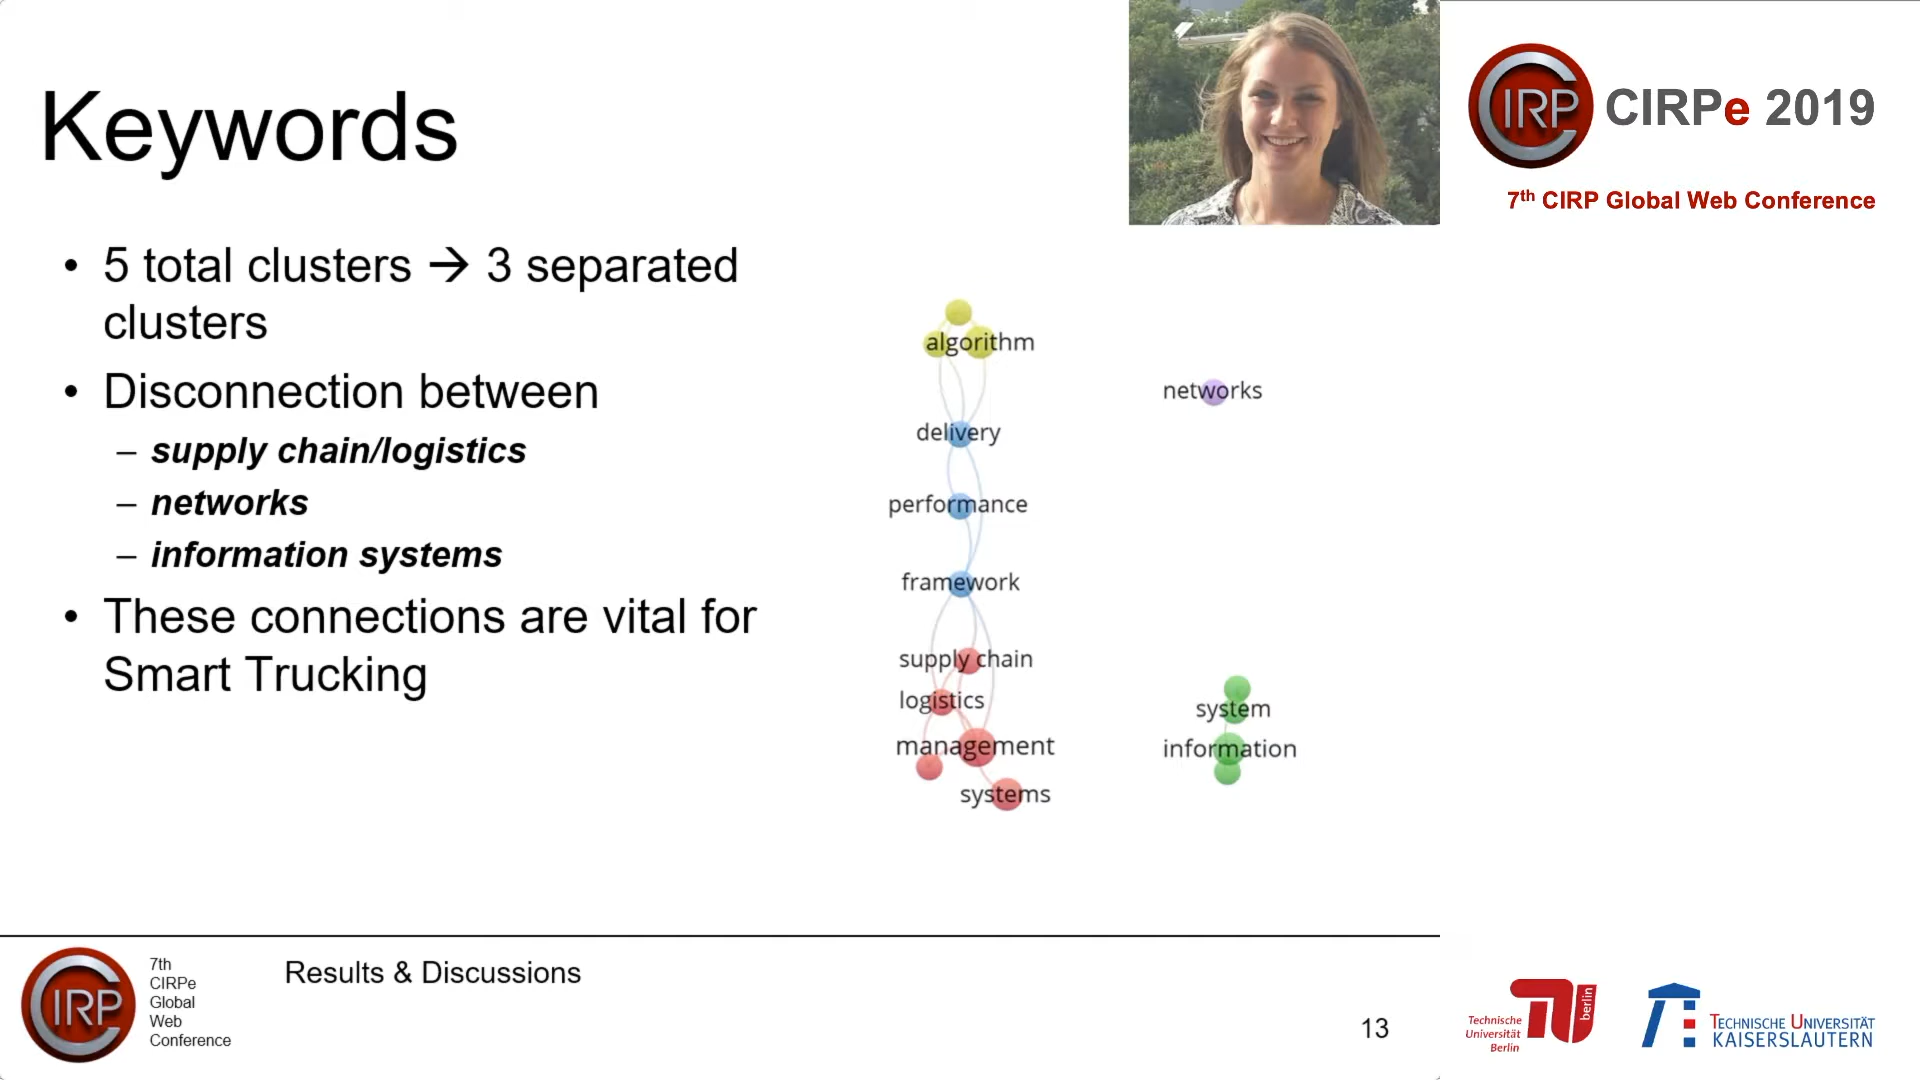 Keywords
• 5 total clusters → 3 separated
clusters
• Disconnection between
– supply chain/logistics
– networks
– information systems
• These connections are vital for
Smart Trucking
algorithm
delivery
performance
framework
supply chain
logistics
management
systems
networks
system
information
IRP CIRPe 2019
7th CIRP Global Web Conference
IRP
7th
CIRPe
Global
Web
Conference
Results & Discussions
13
Technische
Universität
Berlin
berlin
TECHNISCHE UNIVERSITÄT
KAISERSLAUTERN